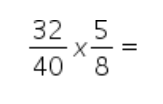 32/40 x 5/8 =